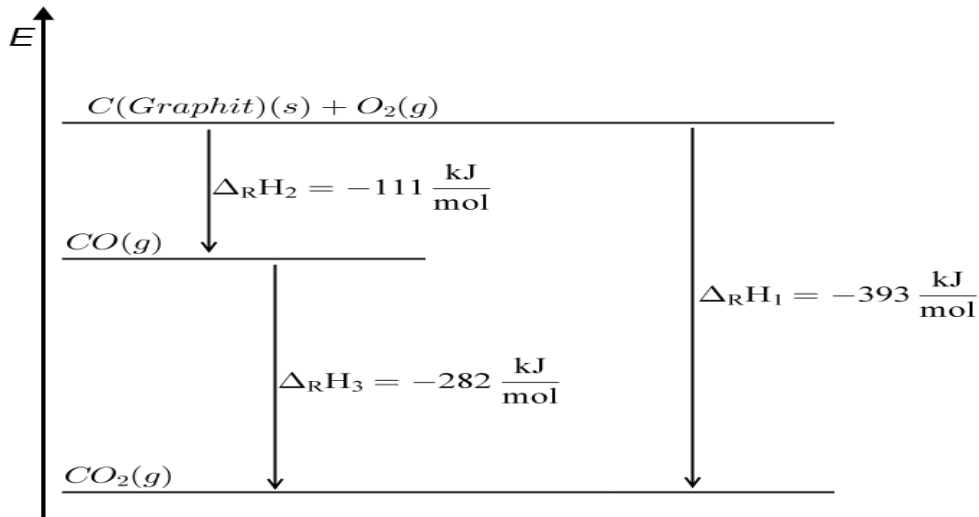 E
C(Graphit)(s) + O₂(g)
Δ_RH₂ = −111 kJ/mol
CO(g)
Δ_RH₁ = −393 kJ/mol
Δ_RH₃ = −282 kJ/mol
CO₂(g)